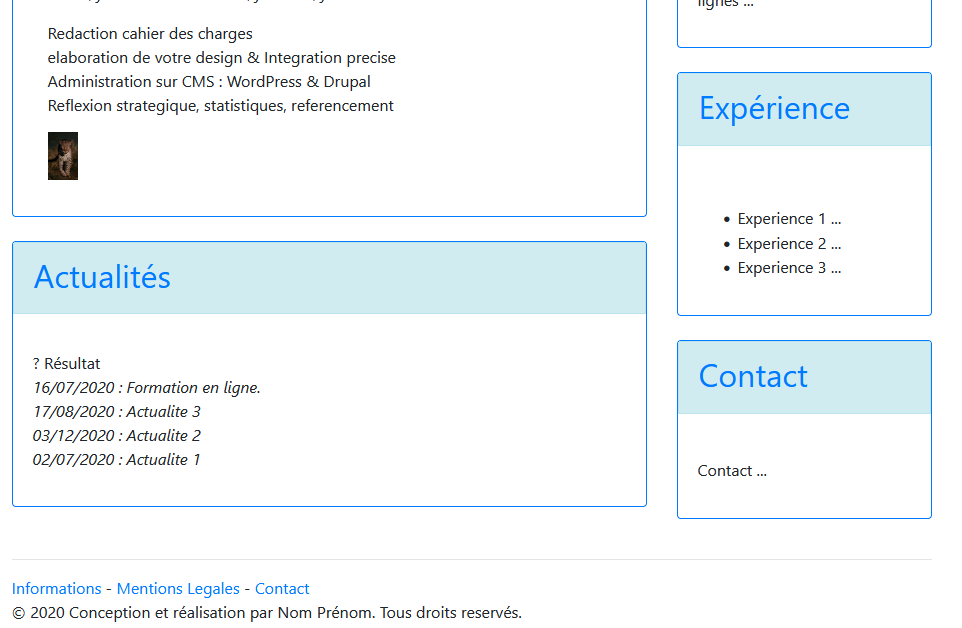 Redaction cahier des charges
elaboration de votre design & Integration precise
Administration sur CMS : WordPress & Drupal
Reflexion strategique, statistiques, referencement
Actualités
? Résultat
16/07/2020 : Formation en ligne.
17/08/2020 : Actualite 3
03/12/2020 : Actualite 2
02/07/2020 : Actualite 1
lignes ...
Expérience
• Experience 1 ...
• Experience 2 ...
• Experience 3 ...
Contact
Contact ...
Informations - Mentions Legales - Contact
© 2020 Conception et réalisation par Nom Prénom. Tous droits reservés.